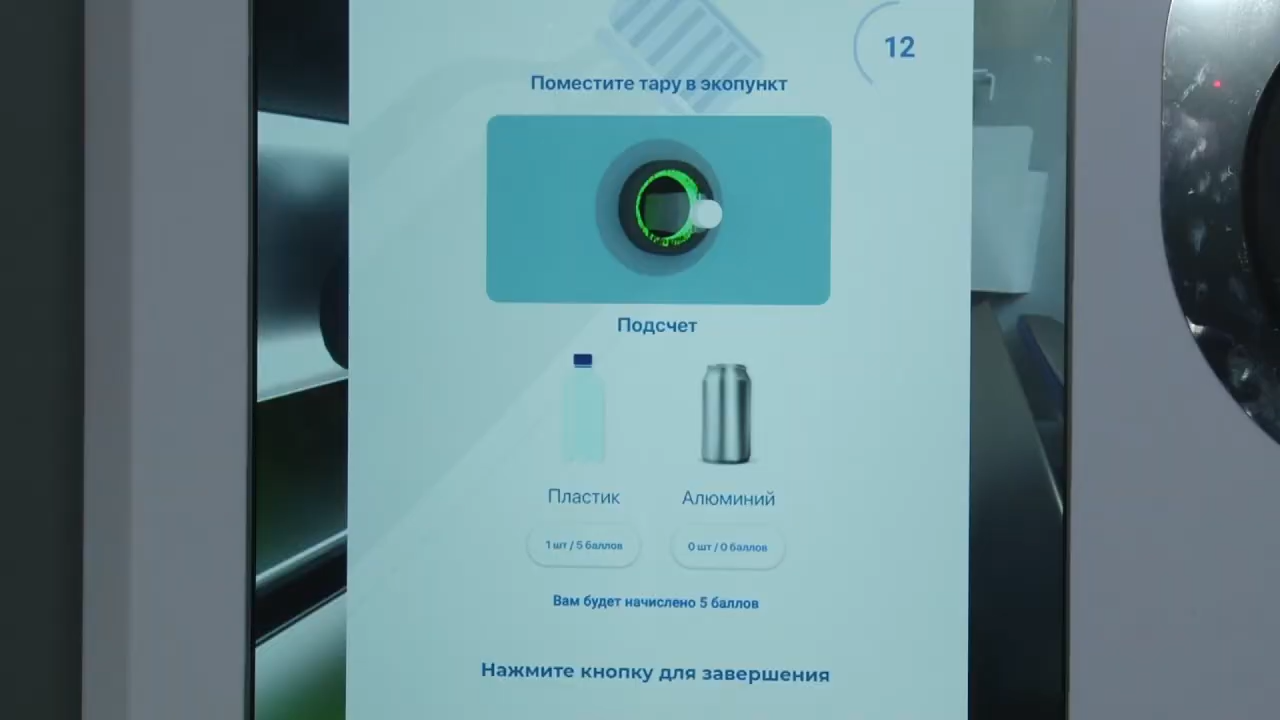 12
Поместите тару в экопункт
Подсчет
Пластик Алюминий
1 шт / 5 баллов 0 шт / 0 баллов
Вам будет начислено 5 баллов
Нажмите кнопку для завершения